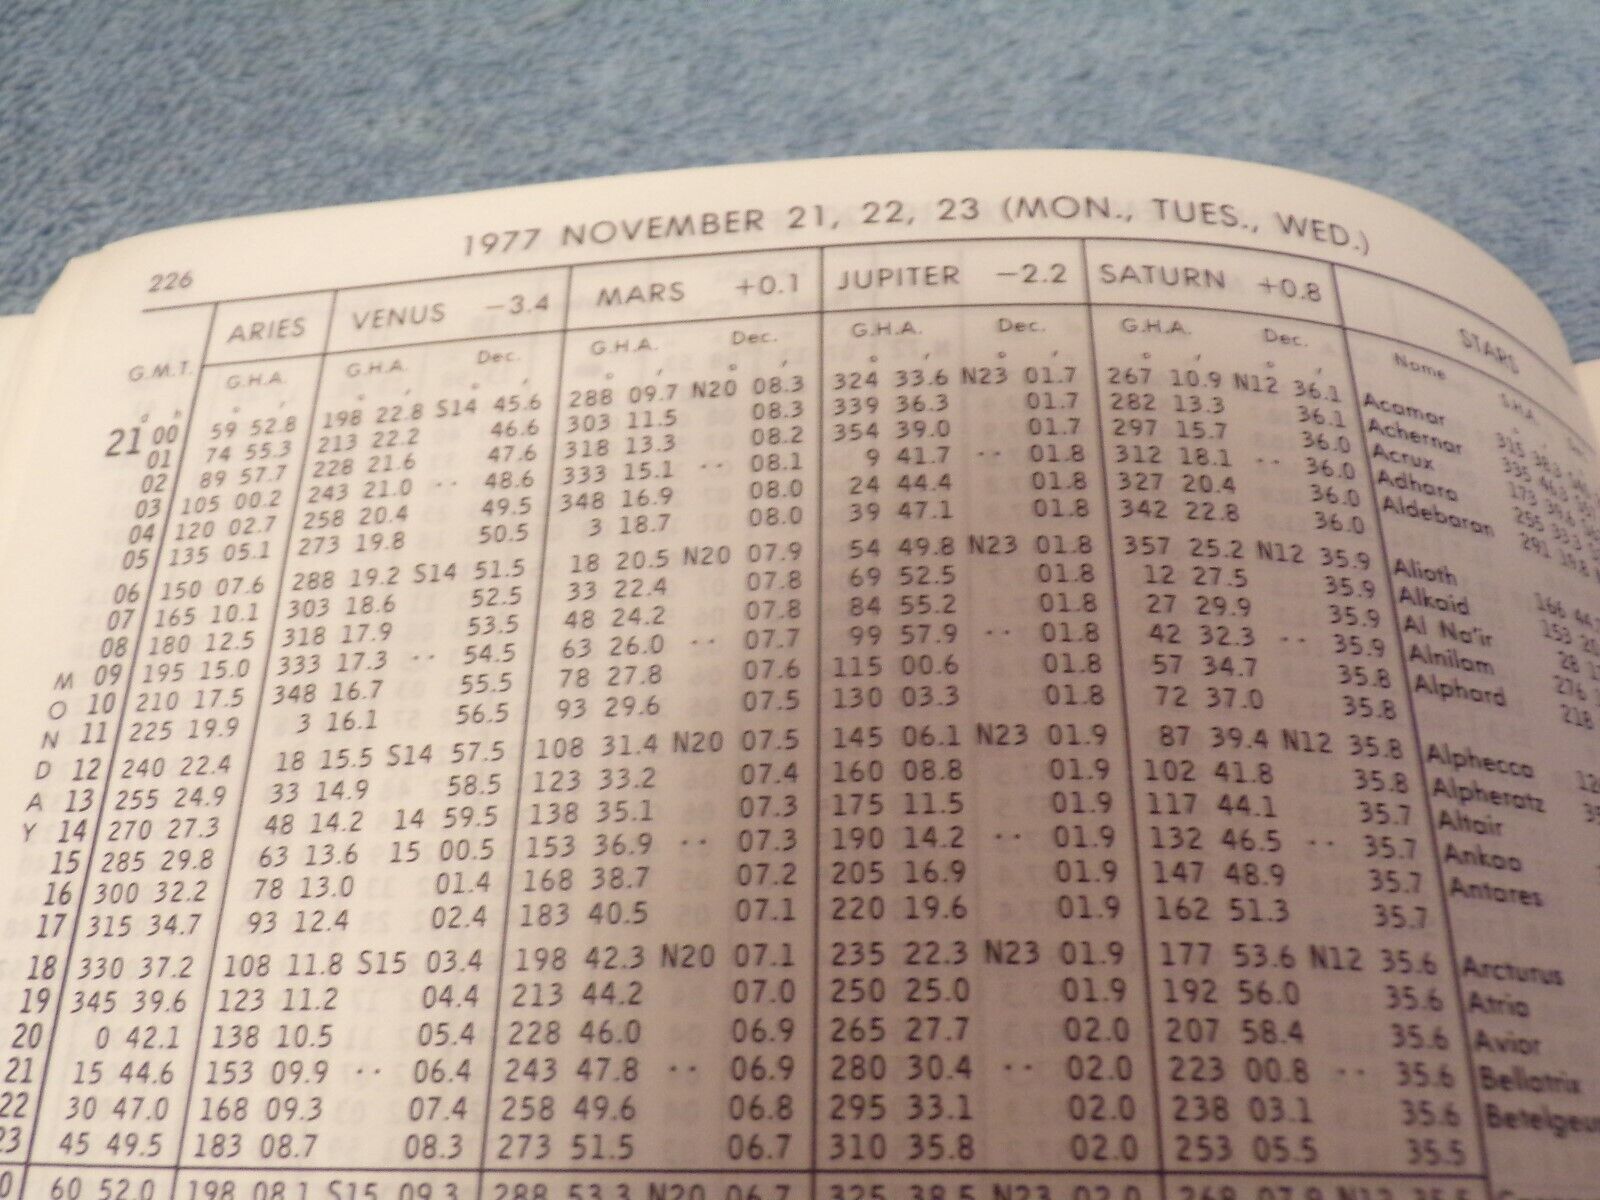 1977 NOVEMBER 21, 22, 23 (MON., TUES., WED.)
226
ARIES VENUS −3.4 MARS +0.1 JUPITER −2.2 SATURN +0.8 STARS
G.M.T. G.H.A. G.H.A. Dec. G.H.A. Dec. G.H.A. Dec. G.H.A. Dec. Name S.H.A.
d h ° ′ ° ′ ° ′ ° ′ ° ′ ° ′ ° ′ ° ′ ° ′
21 00 59 52.8 198 22.8 S14 45.6 288 09.7 N20 08.3 324 33.6 N23 01.7 267 10.9 N12 36.1 Acamar
01 74 55.3 213 22.2 46.6 303 11.5 08.3 339 36.3 01.7 282 13.3 36.1 Achernar
02 89 57.7 228 21.6 47.6 318 13.3 08.2 354 39.0 01.7 297 15.7 36.0 Acrux
03 105 00.2 243 21.0 ·· 48.6 333 15.1 ·· 08.1 9 41.7 ·· 01.8 312 18.1 ·· 36.0 Adhara
04 120 02.7 258 20.4 49.5 348 16.9 08.0 24 44.4 01.8 327 20.4 36.0 Aldebaran
05 135 05.1 273 19.8 50.5 3 18.7 08.0 39 47.1 01.8 342 22.8 36.0
06 150 07.6 288 19.2 S14 51.5 18 20.5 N20 07.9 54 49.8 N23 01.8 357 25.2 N12 35.9 Alioth
07 165 10.1 303 18.6 52.5 33 22.4 07.8 69 52.5 01.8 12 27.5 35.9 Alkaid
08 180 12.5 318 17.9 53.5 48 24.2 07.8 84 55.2 01.8 27 29.9 35.9 Al Na'ir
M 09 195 15.0 333 17.3 ·· 54.5 63 26.0 ·· 07.7 99 57.9 ·· 01.8 42 32.3 ·· 35.9 Alnilam
O 10 210 17.5 348 16.7 55.5 78 27.8 07.6 115 00.6 01.8 57 34.7 35.8 Alphard
N 11 225 19.9 3 16.1 56.5 93 29.6 07.5 130 03.3 01.8 72 37.0 35.8
D 12 240 22.4 18 15.5 S14 57.5 108 31.4 N20 07.5 145 06.1 N23 01.9 87 39.4 N12 35.8 Alphecca
A 13 255 24.9 33 14.9 58.5 123 33.2 07.4 160 08.8 01.9 102 41.8 35.8 Alpheratz
Y 14 270 27.3 48 14.2 14 59.5 138 35.1 07.3 175 11.5 01.9 117 44.1 35.7 Altair
15 285 29.8 63 13.6 15 00.5 153 36.9 ·· 07.3 190 14.2 ·· 01.9 132 46.5 ·· 35.7 Ankaa
16 300 32.2 78 13.0 01.4 168 38.7 07.2 205 16.9 01.9 147 48.9 35.7 Antares
17 315 34.7 93 12.4 02.4 183 40.5 07.1 220 19.6 01.9 162 51.3 35.7
18 330 37.2 108 11.8 S15 03.4 198 42.3 N20 07.1 235 22.3 N23 01.9 177 53.6 N12 35.6 Arcturus
19 345 39.6 123 11.2 04.4 213 44.2 07.0 250 25.0 01.9 192 56.0 35.6 Atria
20 0 42.1 138 10.5 05.4 228 46.0 06.9 265 27.7 02.0 207 58.4 35.6 Avior
21 15 44.6 153 09.9 ·· 06.4 243 47.8 ·· 06.9 280 30.4 ·· 02.0 223 00.8 ·· 35.6 Bellatrix
22 30 47.0 168 09.3 07.4 258 49.6 06.8 295 33.1 02.0 238 03.1 35.6 Betelgeu
23 45 49.5 183 08.7 08.3 273 51.5 06.7 310 35.8 02.0 253 05.5 35.5
0 60 52.0 198 08.1 S15 09.3 288 53.3 N20 06.7 325 38.5 N23 02.0 268 07.9 N12